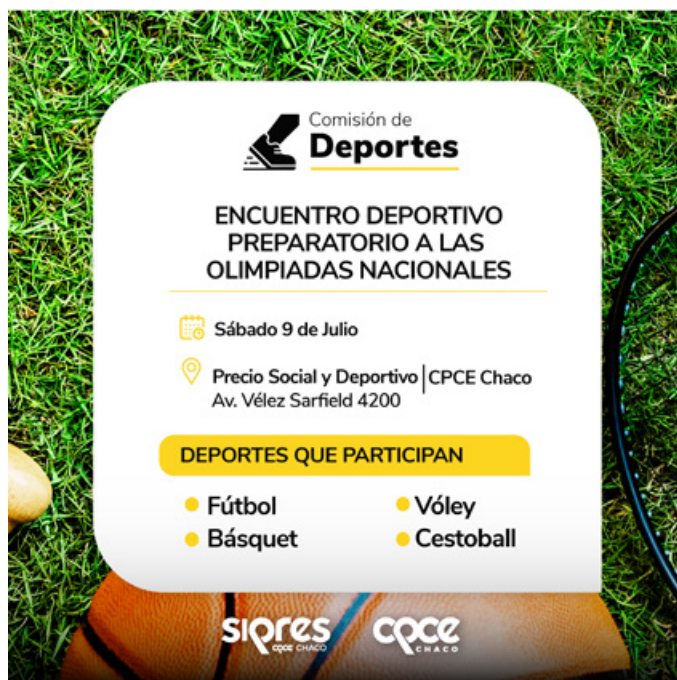 Comisión de
Deportes
ENCUENTRO DEPORTIVO
PREPARATORIO A LAS
OLIMPIADAS NACIONALES
Sábado 9 de Julio
Precio Social y Deportivo | CPCE Chaco
Av. Vélez Sarfield 4200
DEPORTES QUE PARTICIPAN
Fútbol
Vóley
Básquet
Cestoball
sipres
cpce CHACO
cpce
CHACO